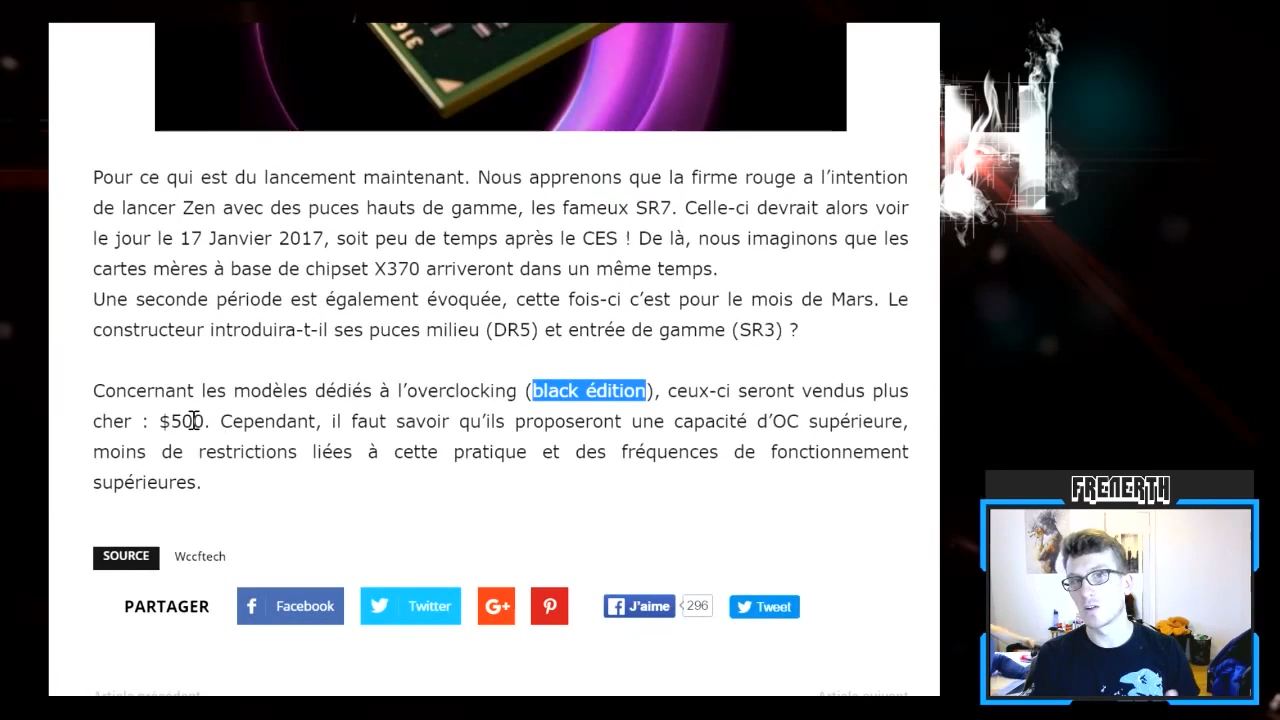 Pour ce qui est du lancement maintenant. Nous apprenons que la firme rouge a l’intention
de lancer Zen avec des puces hauts de gamme, les fameux SR7. Celle-ci devrait alors voir
le jour le 17 Janvier 2017, soit peu de temps après le CES ! De là, nous imaginons que les
cartes mères à base de chipset X370 arriveront dans un même temps.
Une seconde période est également évoquée, cette fois-ci c’est pour le mois de Mars. Le
constructeur introduira-t-il ses puces milieu (DR5) et entrée de gamme (SR3) ?
Concernant les modèles dédiés à l’overclocking (black édition), ceux-ci seront vendus plus
cher : $500. Cependant, il faut savoir qu’ils proposeront une capacité d’OC supérieure,
moins de restrictions liées à cette pratique et des fréquences de fonctionnement
supérieures.
FRENERTH
SOURCE Wccftech
PARTAGER Facebook Twitter G+ J'aime 296 Tweet
Article précédent Article suivant